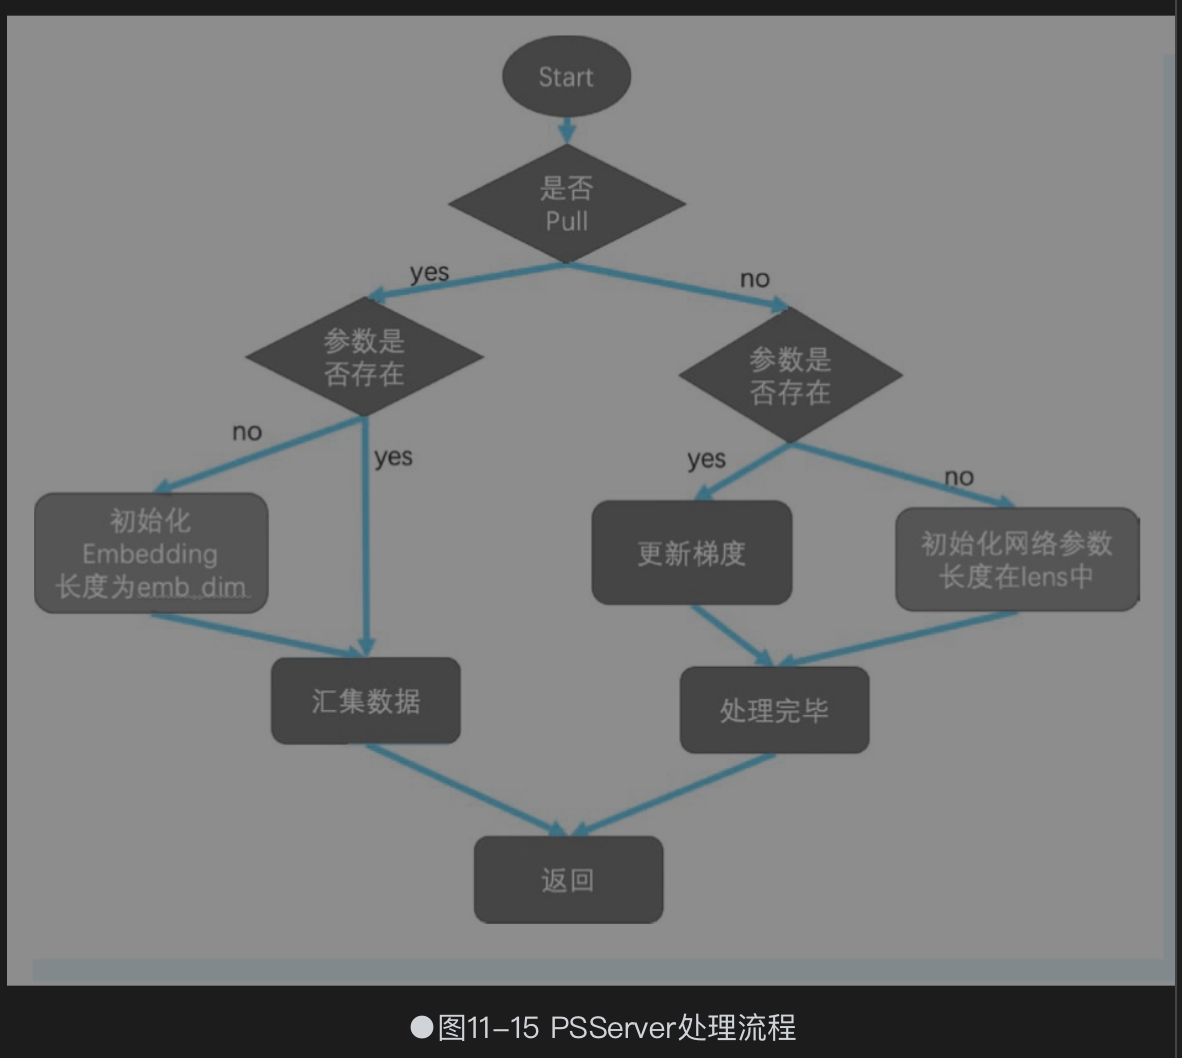 Start
是否
Pull
yes
no
参数是
否存在
参数是
否存在
no
yes
yes
no
初始化
Embedding
长度为emb_dim
更新梯度
初始化网络参数
长度在lens中
汇集数据
处理完毕
返回
●图11-15 PSServer处理流程